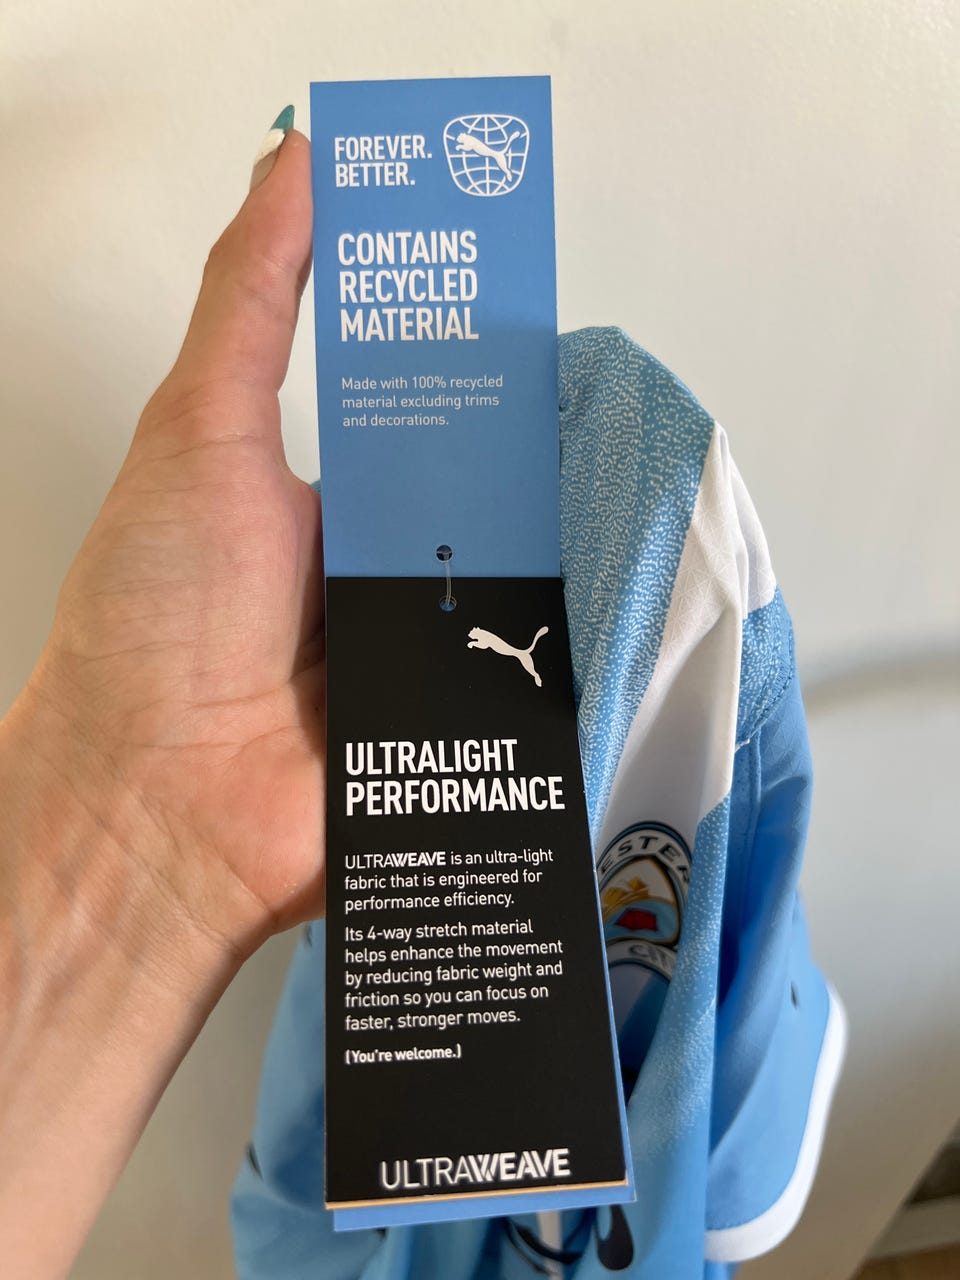 FOREVER.
BETTER.
CONTAINS
RECYCLED
MATERIAL
Made with 100% recycled
material excluding trims
and decorations.
ULTRALIGHT
PERFORMANCE
ULTRAWEAVE is an ultra-light
fabric that is engineered for
performance efficiency.
Its 4-way stretch material
helps enhance the movement
by reducing fabric weight and
friction so you can focus on
faster, stronger moves.
(You're welcome.)
ULTRAWEAVE
ESTER
CIT